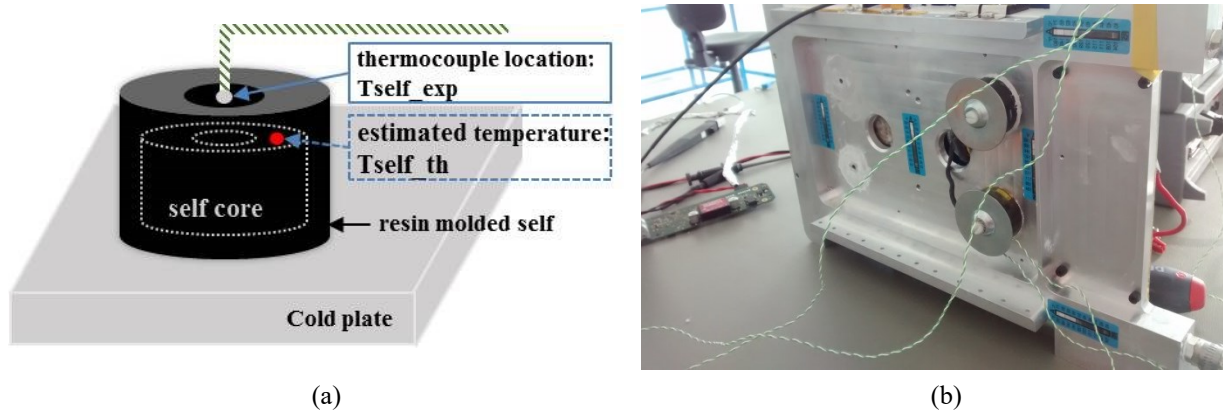 thermocouple location:
Tself_exp
estimated temperature:
Tself_th
self core
resin molded self
Cold plate
(a)
(b)